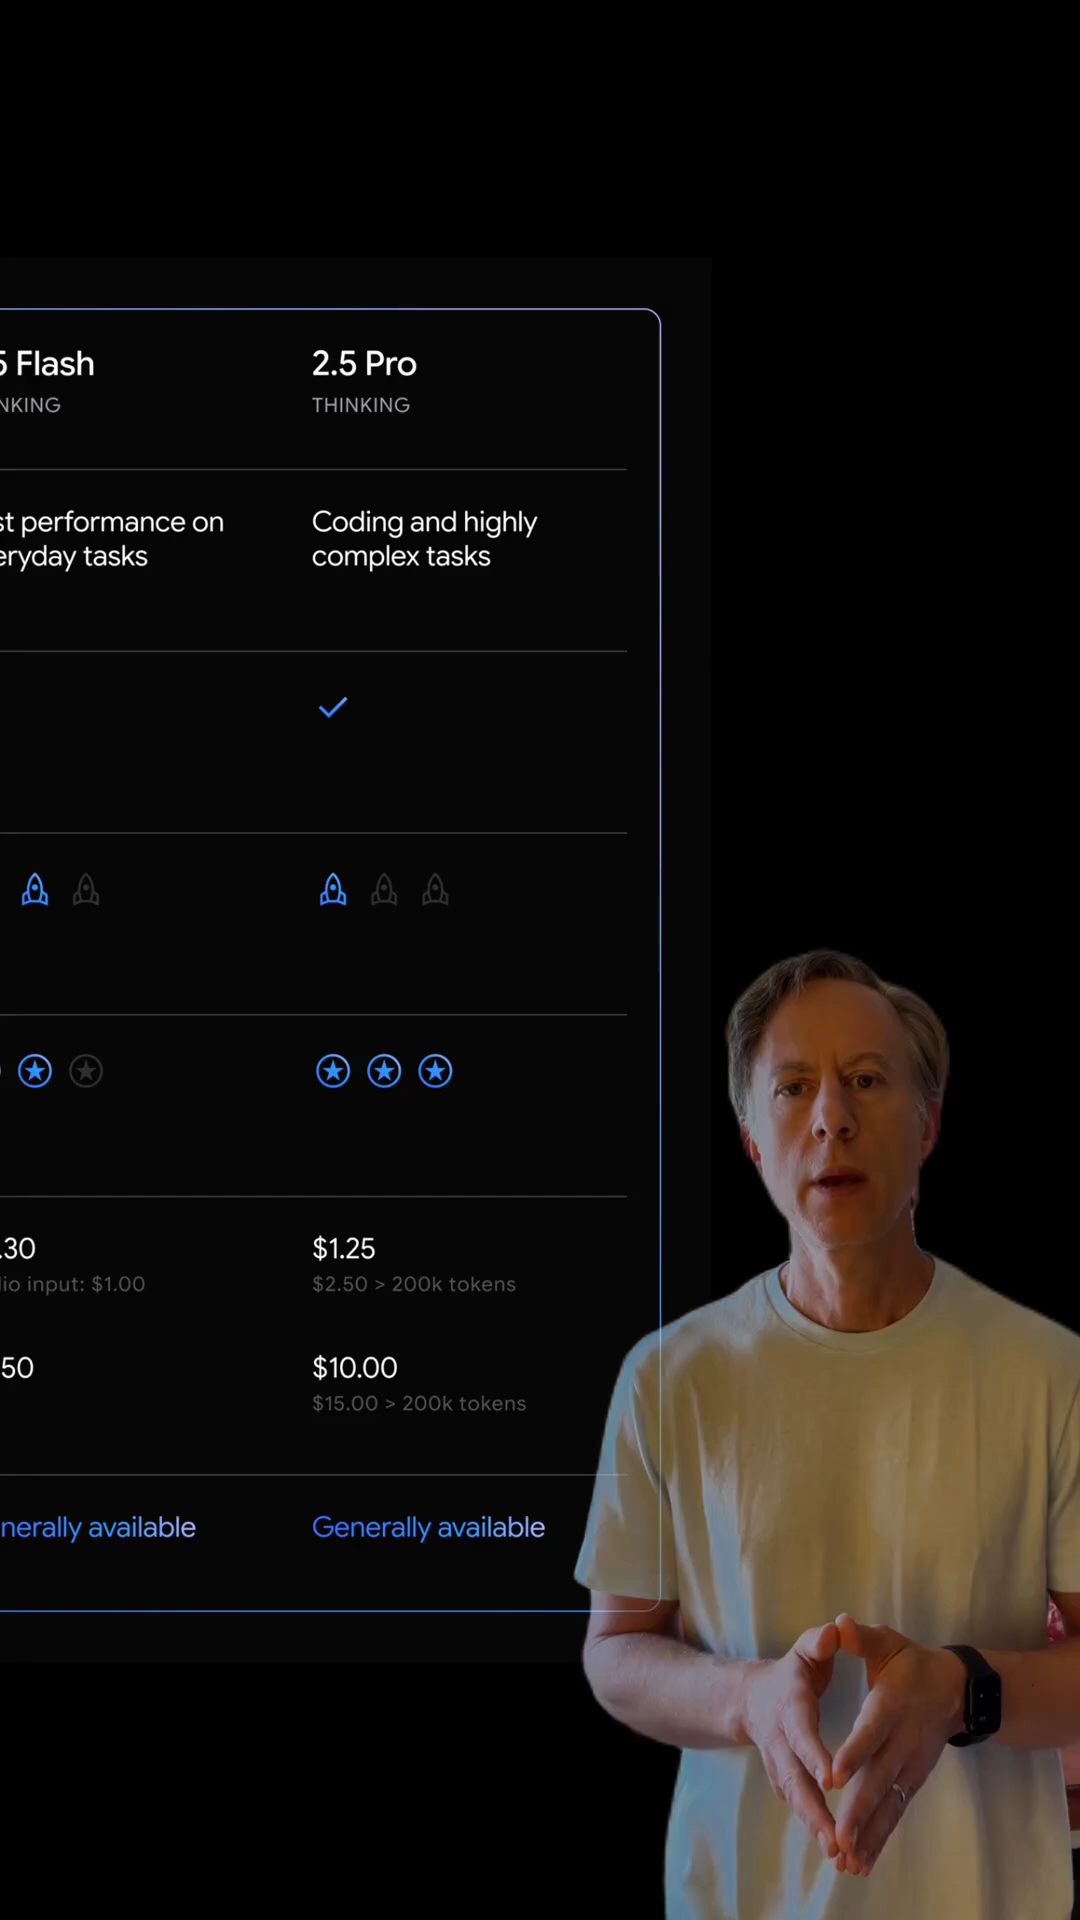 5 Flash
NKING
st performance on
eryday tasks
.30
io input: $1.00
50
nerally available
2.5 Pro
THINKING
Coding and highly
complex tasks
$1.25
$2.50 > 200k tokens
$10.00
$15.00 > 200k tokens
Generally available